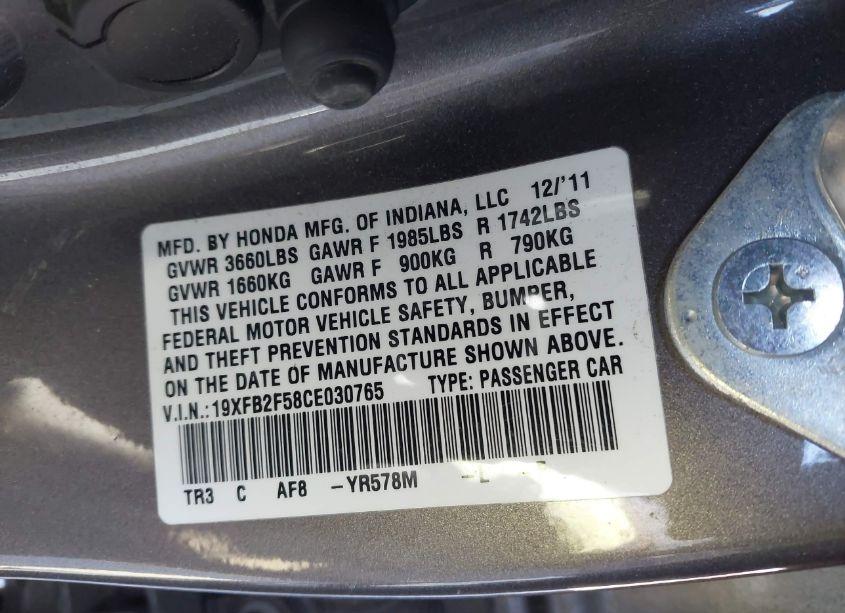 MFD. BY HONDA MFG. OF INDIANA, LLC 12/'11
GVWR 3660LBS GAWR F 1985LBS R 1742LBS
GVWR 1660KG GAWR F 900KG R 790KG
THIS VEHICLE CONFORMS TO ALL APPLICABLE
FEDERAL MOTOR VEHICLE SAFETY, BUMPER,
AND THEFT PREVENTION STANDARDS IN EFFECT
ON THE DATE OF MANUFACTURE SHOWN ABOVE.
V.I.N.:19XFB2F58CE030765 TYPE: PASSENGER CAR
TR3 C AF8 -YR578M